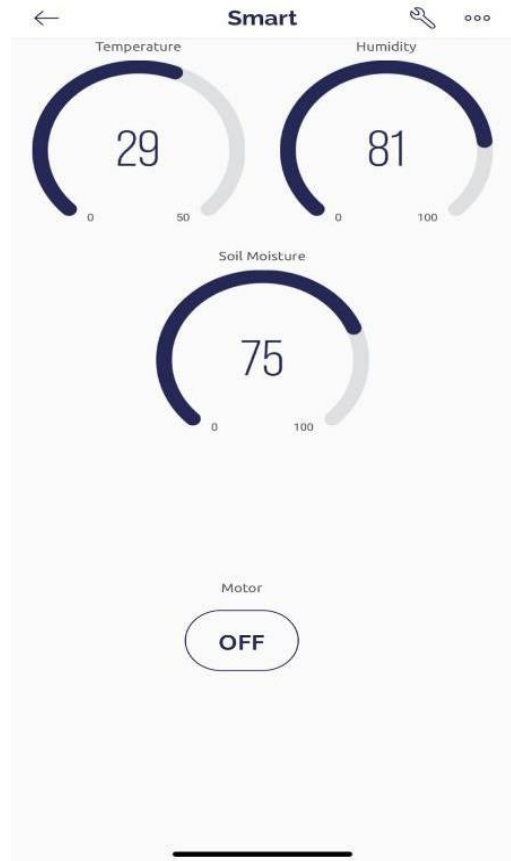 Smart
Temperature Humidity
29 81
0 50 0 100
Soil Moisture
75
0 100
Motor
OFF